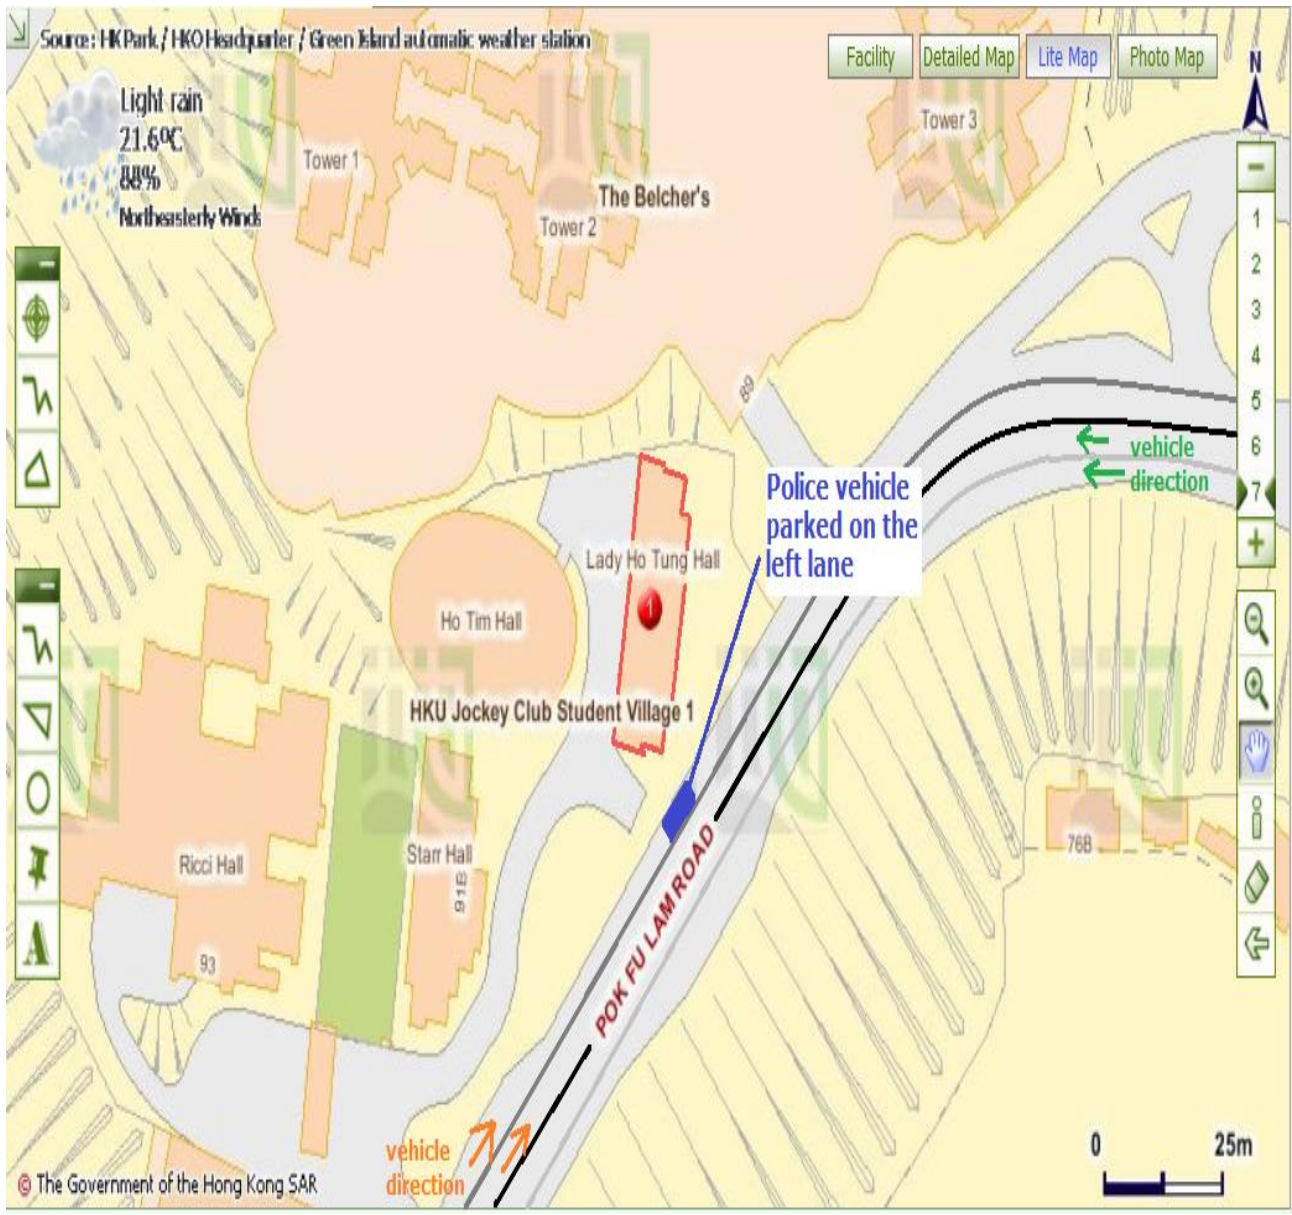 Source : HK Park / HKO Headquarter / Green Island automatic weather station
Facility
Detailed Map
Lite Map
Photo Map
N
Light rain
21.6ºC
88%
Northeasterly Winds
Tower 1
Tower 2
The Belcher's
Tower 3
1
2
3
4
5
6
7
89
vehicle
direction
Police vehicle
parked on the
left lane
Lady Ho Tung Hall
1
Ho Tim Hall
HKU Jockey Club Student Village 1
Ricci Hall
Starr Hall
91B
93
76B
POK FU LAM ROAD
A
vehicle
direction
0 25m
© The Government of the Hong Kong SAR